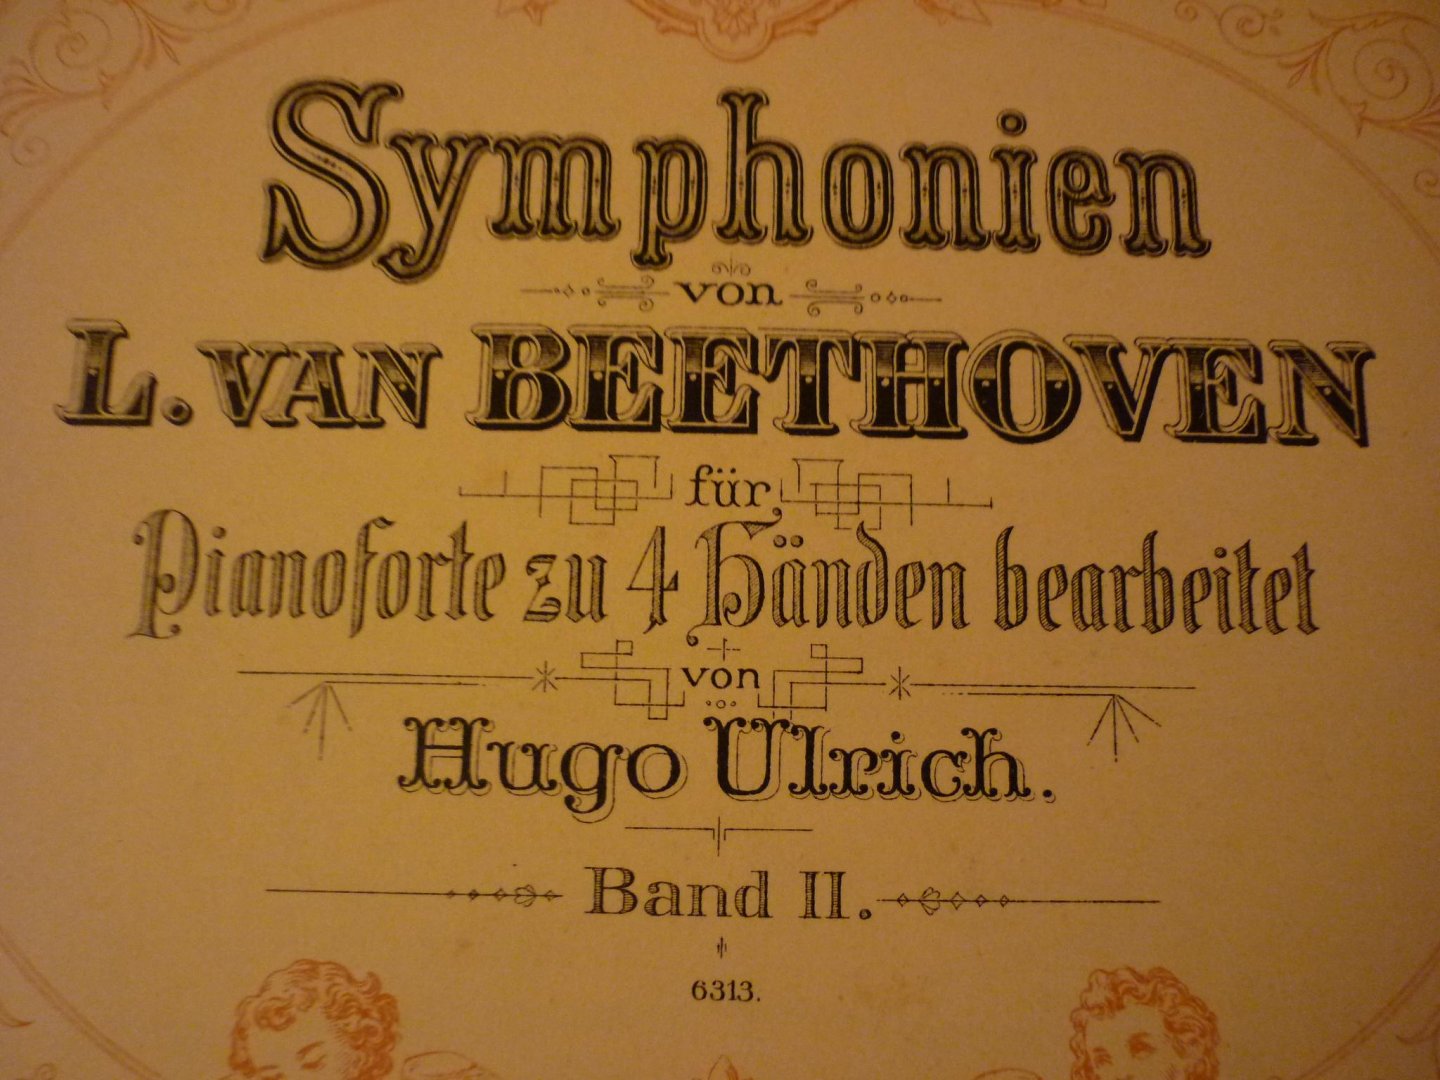 Symphonien
von
L. VAN BEETHOVEN
für
Pianoforte zu 4 Händen bearbeitet
von
Hugo Ulrich.
Band II.
6313.